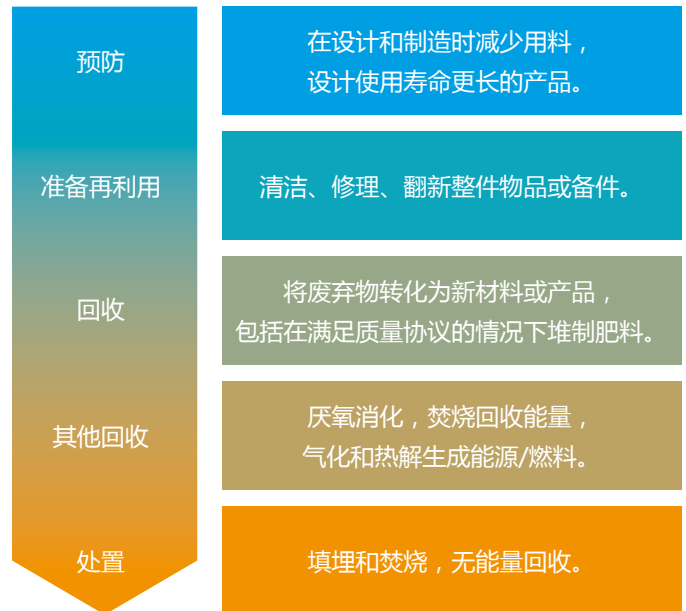 预防
在设计和制造时减少用料，
设计使用寿命更长的产品。
准备再利用
清洁、修理、翻新整件物品或备件。
回收
将废弃物转化为新材料或产品，
包括在满足质量协议的情况下堆制肥料。
其他回收
厌氧消化，焚烧回收能量，
气化和热解生成能源/燃料。
处置
填埋和焚烧，无能量回收。